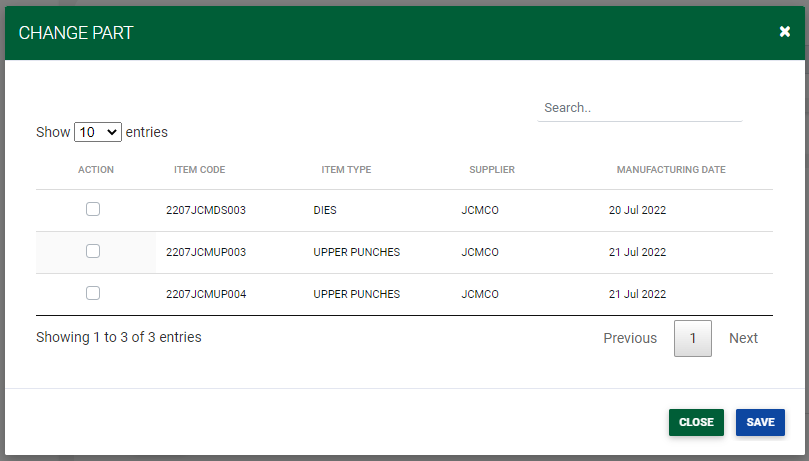 CHANGE PART
Search..
Show 10 entries
ACTION ITEM CODE ITEM TYPE SUPPLIER MANUFACTURING DATE
2207JCMDS003 DIES JCMCO 20 Jul 2022
2207JCMUP003 UPPER PUNCHES JCMCO 21 Jul 2022
2207JCMUP004 UPPER PUNCHES JCMCO 21 Jul 2022
Showing 1 to 3 of 3 entries Previous 1 Next
CLOSE SAVE